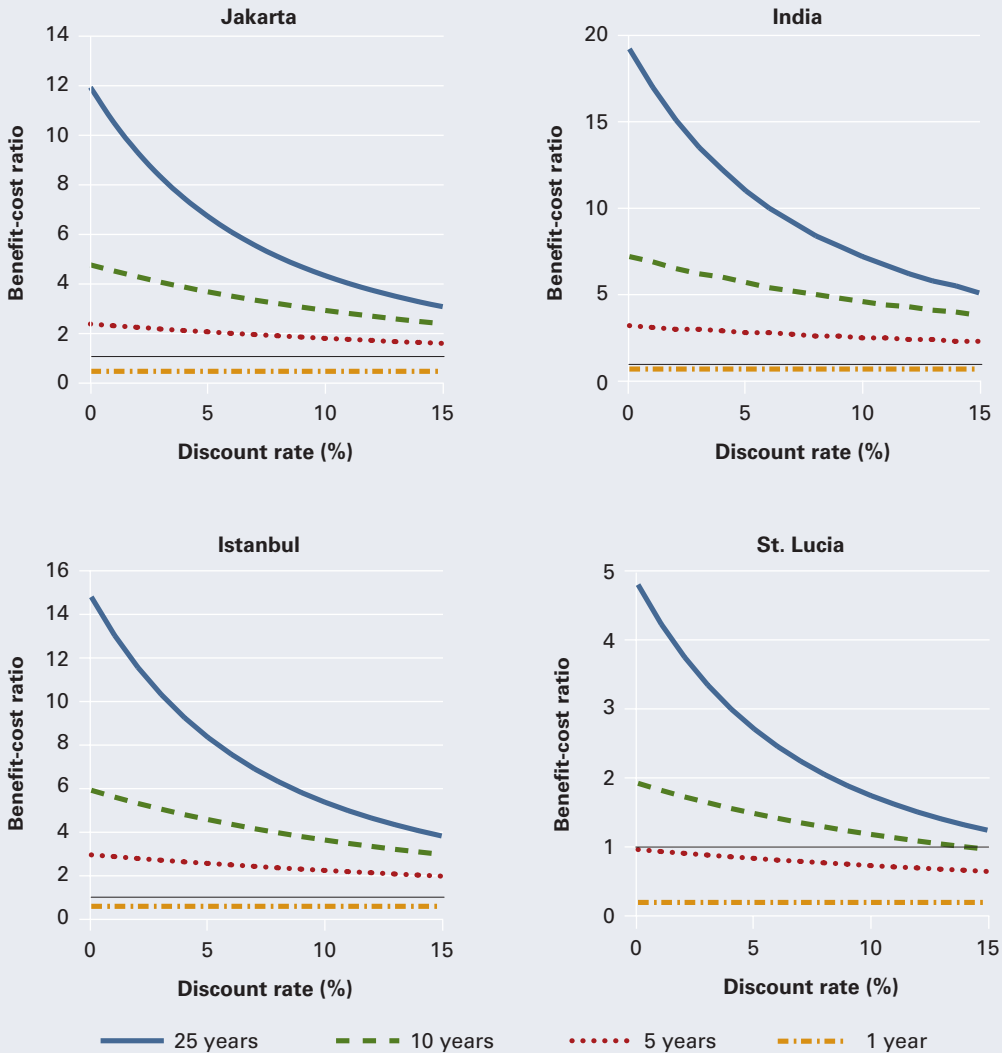 Jakarta
14
12
10
8
6
4
2
0
Benefit-cost ratio
0 5 10 15
Discount rate (%)
India
20
15
10
5
0
Benefit-cost ratio
0 5 10 15
Discount rate (%)
Istanbul
16
14
12
10
8
6
4
2
0
Benefit-cost ratio
0 5 10 15
Discount rate (%)
St. Lucia
5
4
3
2
1
0
Benefit-cost ratio
0 5 10 15
Discount rate (%)
25 years 10 years 5 years 1 year